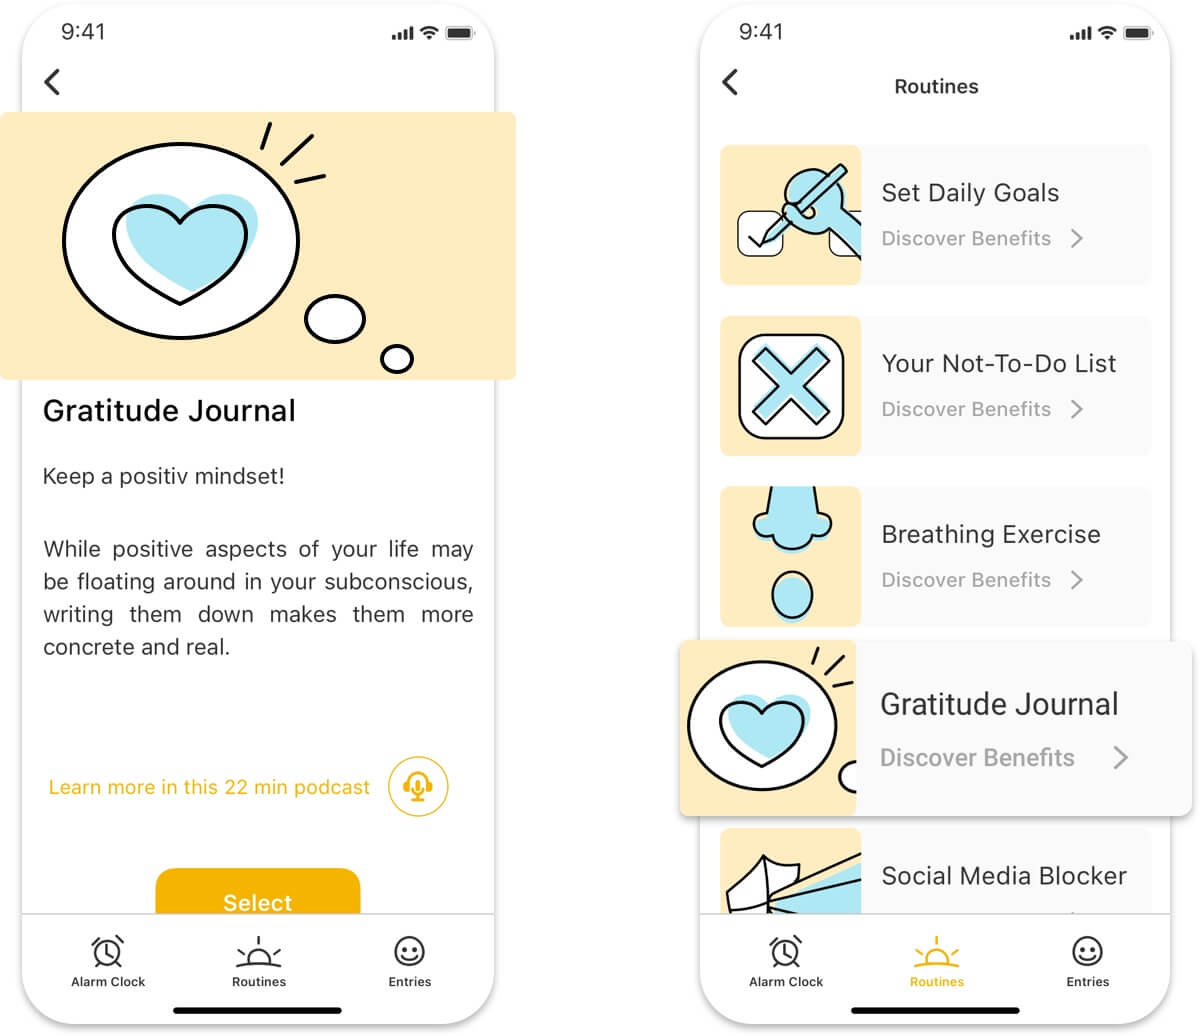 9:41
Gratitude Journal
Keep a positiv mindset!
While positive aspects of your life may
be floating around in your subconscious,
writing them down makes them more
concrete and real.
Learn more in this 22 min podcast
Select
Alarm Clock
Routines
Entries
9:41
Routines
Set Daily Goals
Discover Benefits
Your Not-To-Do List
Discover Benefits
Breathing Exercise
Discover Benefits
Gratitude Journal
Discover Benefits
Social Media Blocker
Alarm Clock
Routines
Entries